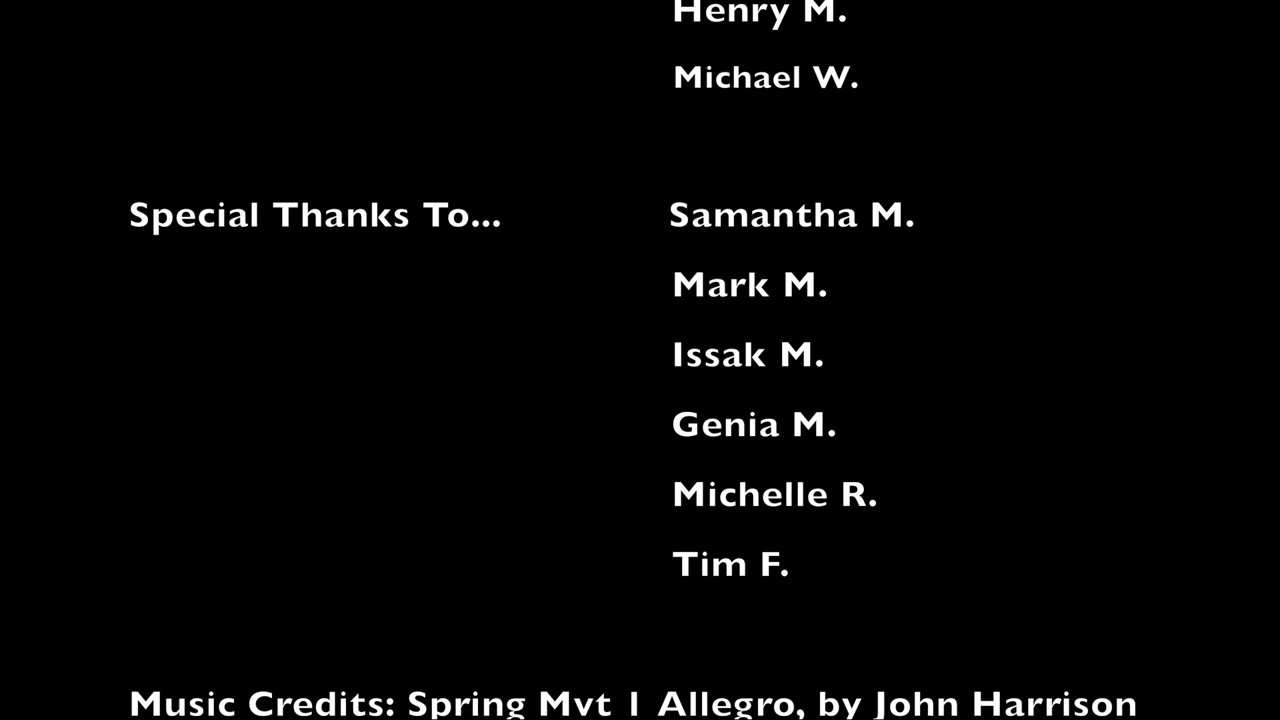 Henry M.
Michael W.
Special Thanks To... Samantha M.
Mark M.
Issak M.
Genia M.
Michelle R.
Tim F.
Music Credits: Spring Mvt 1 Allegro, by John Harrison